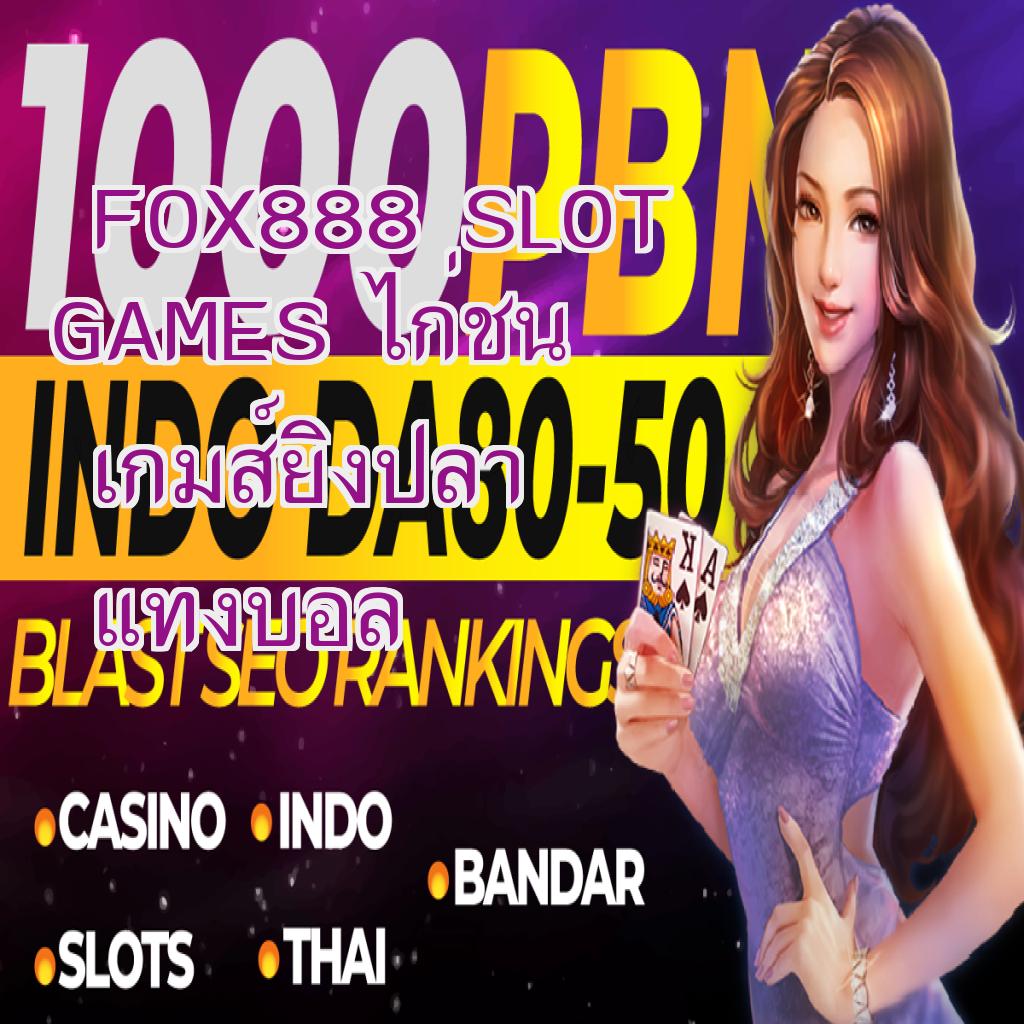 1000PBN
FOX888 SLOT
GAMES ไก่ชน
INDO DA80-50
เกมส์ยิงปลา
แทงบอล
BLAST SEO RANKINGS
CASINO
INDO
BANDAR
SLOTS
THAI
K
A